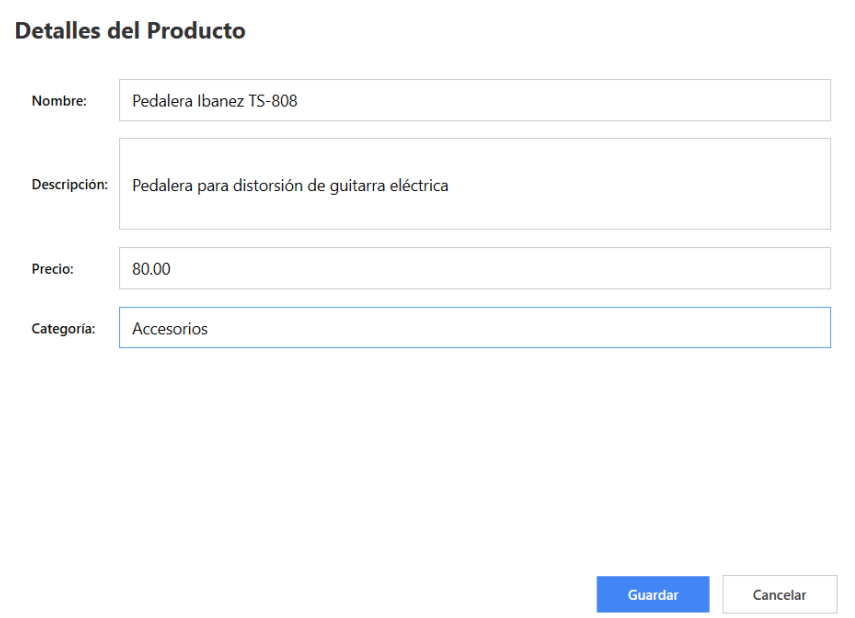 Detalles del Producto
Nombre: Pedalera Ibanez TS-808
Descripción: Pedalera para distorsión de guitarra eléctrica
Precio: 80.00
Categoría: Accesorios
Guardar Cancelar